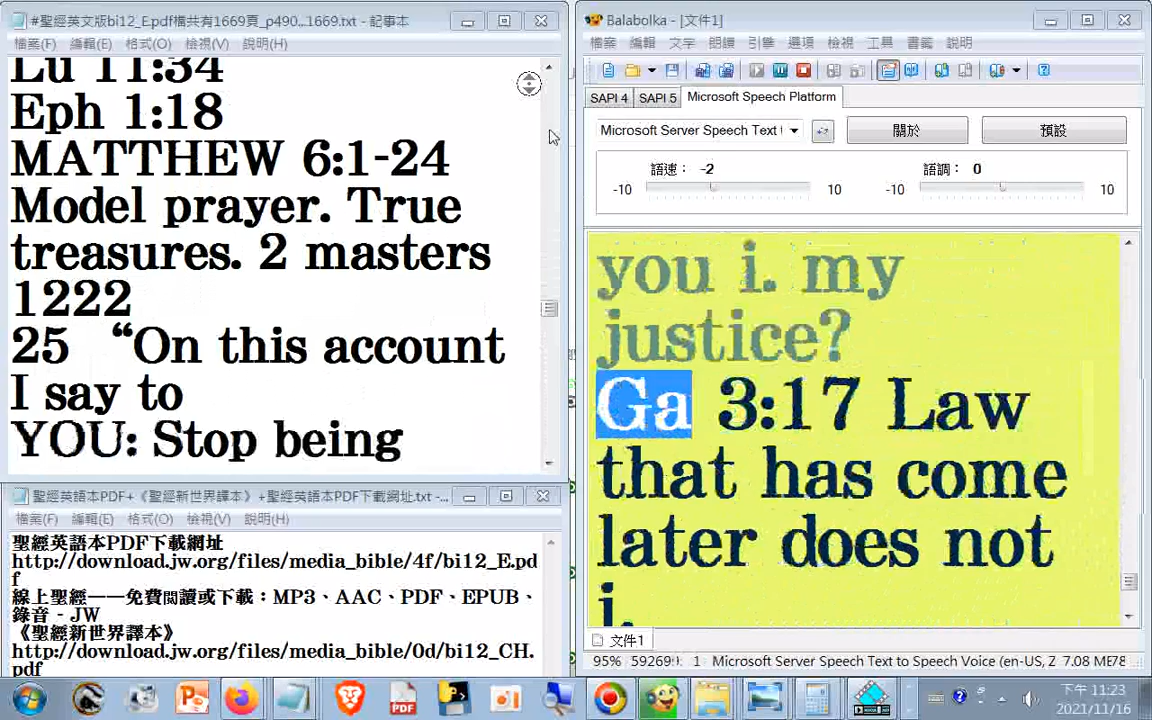 #聖經英文版bi12_E.pdf檔共有1669頁_p490,...1669.txt - 記事本
檔案(F) 編輯(E) 格式(O) 檢視(V) 說明(H)
Lu 11:34
Eph 1:18
MATTHEW 6:1-24
Model prayer. True
treasures. 2 masters
1222
25 “On this account
I say to
YOU: Stop being
聖經英語本PDF+《聖經新世界譯本》+聖經英語本PDF下載網址.txt -...
檔案(F) 編輯(E) 格式(O) 檢視(V) 說明(H)
聖經英語本PDF下載網址
http://download.jw.org/files/media_bible/4f/bi12_E.pd
f
線上聖經——免費閱讀或下載：MP3、AAC、PDF、EPUB、
錄音 - JW
《聖經新世界譯本》
http://download.jw.org/files/media_bible/0d/bi12_CH.
pdf
Balabolka - [文件1]
檔案 編輯 文字 朗讀 引擎 選項 檢視 工具 書籤 說明
SAPI 4 SAPI 5 Microsoft Speech Platform
Microsoft Server Speech Text 關於 預設
語速： -2 語調： 0
-10 10 -10 10
you i. my
justice?
Ga 3:17 Law
that has come
later does not
i.
文件1
95% 59269 1 Microsoft Server Speech Text to Speech Voice (en-US, Z 7.08 ME
下午 11:23
2021/11/16